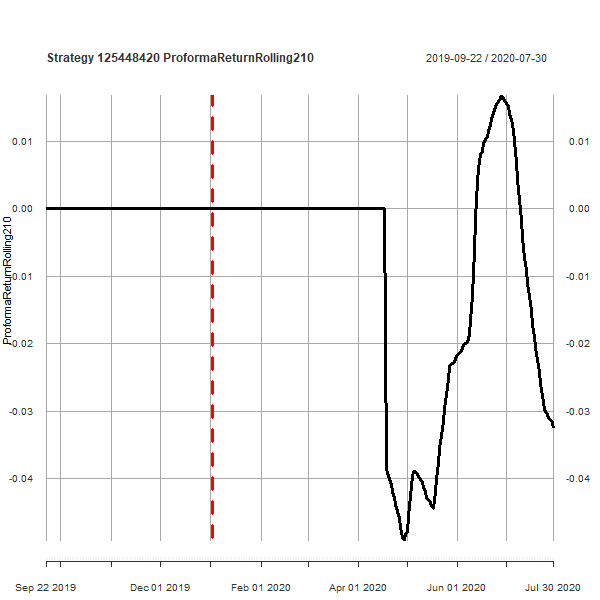 Strategy 125448420 ProformaReturnRolling210
2019-09-22 / 2020-07-30
0.01
0.00
-0.01
-0.02
-0.03
-0.04
ProformaReturnRolling210
0.01
0.00
-0.01
-0.02
-0.03
-0.04
Sep 22 2019
Dec 01 2019
Feb 01 2020
Apr 01 2020
Jun 01 2020
Jul 30 2020